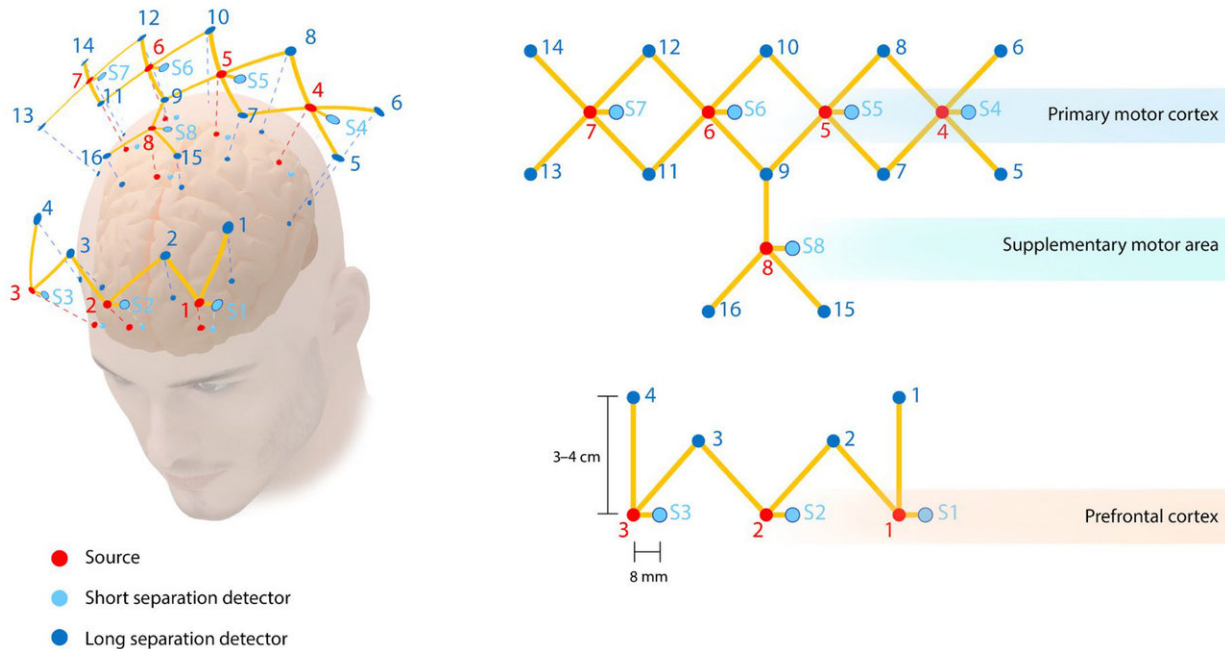 12
10
14
6
8
5
7
S7
S6
S5
4
11
9
6
13
7
S4
8
S8
16
15
5
4
3
2
1
3
S3
2
S2
1
S1
Source
Short separation detector
Long separation detector
14
12
10
8
6
S7
S6
S5
S4
Primary motor cortex
7
6
5
4
13
11
9
7
5
S8
Supplementary motor area
8
16
15
4
1
3
2
3–4 cm
S3
S2
S1
Prefrontal cortex
3
2
1
8 mm